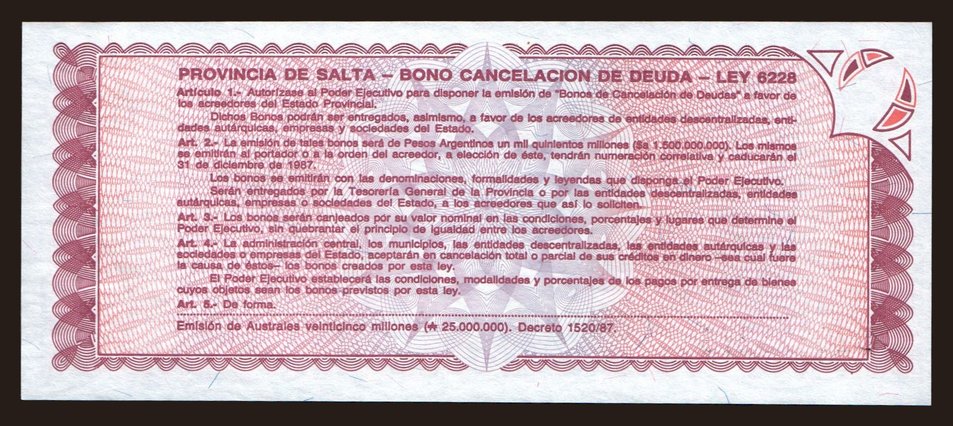 PROVINCIA DE SALTA – BONO CANCELACION DE DEUDA – LEY 6228
Artículo 1.- Autorízase al Poder Ejecutivo para disponer la emisión de "Bonos de Cancelación de Deudas" a favor de
los acreedores del Estado Provincial.
Dichos Bonos podrán ser entregados, asimismo, a favor de los acreedores de entidades descentralizadas, enti-
dades autárquicas, empresas y sociedades del Estado.
Art. 2.- La emisión de tales bonos será de Pesos Argentinos un mil quinientos millones ($a 1.500.000.000). Los mismos
se emitirán al portador o a la orden del acreedor, a elección de éste, tendrán numeración correlativa y caducarán el
31 de diciembre de 1987.
Los bonos se emitirán con las denominaciones, formalidades y leyendas que disponga el Poder Ejecutivo.
Serán entregados por la Tesorería General de la Provincia o por las entidades descentralizadas, entidades
autárquicas, empresas o sociedades del Estado, a los acreedores que así lo soliciten.
Art. 3.- Los bonos serán canjeados por su valor nominal en las condiciones, porcentajes y lugares que determine el
Poder Ejecutivo, sin quebrantar el principio de igualdad entre los acreedores.
Art. 4.- La administración central, los municipios, las entidades descentralizadas, las entidades autárquicas y las
sociedades o empresas del Estado, aceptarán en cancelación total o parcial de sus créditos en dinero –sea cual fuere
la causa de éstos– los bonos creados por esta ley.
El Poder Ejecutivo establecerá las condiciones, modalidades y porcentajes de los pagos por entrega de bienes
cuyos objetos sean los bonos previstos por esta ley.
Art. 5.- De forma.
Emisión de Australes veinticinco millones (₳ 25.000.000). Decreto 1520/87.